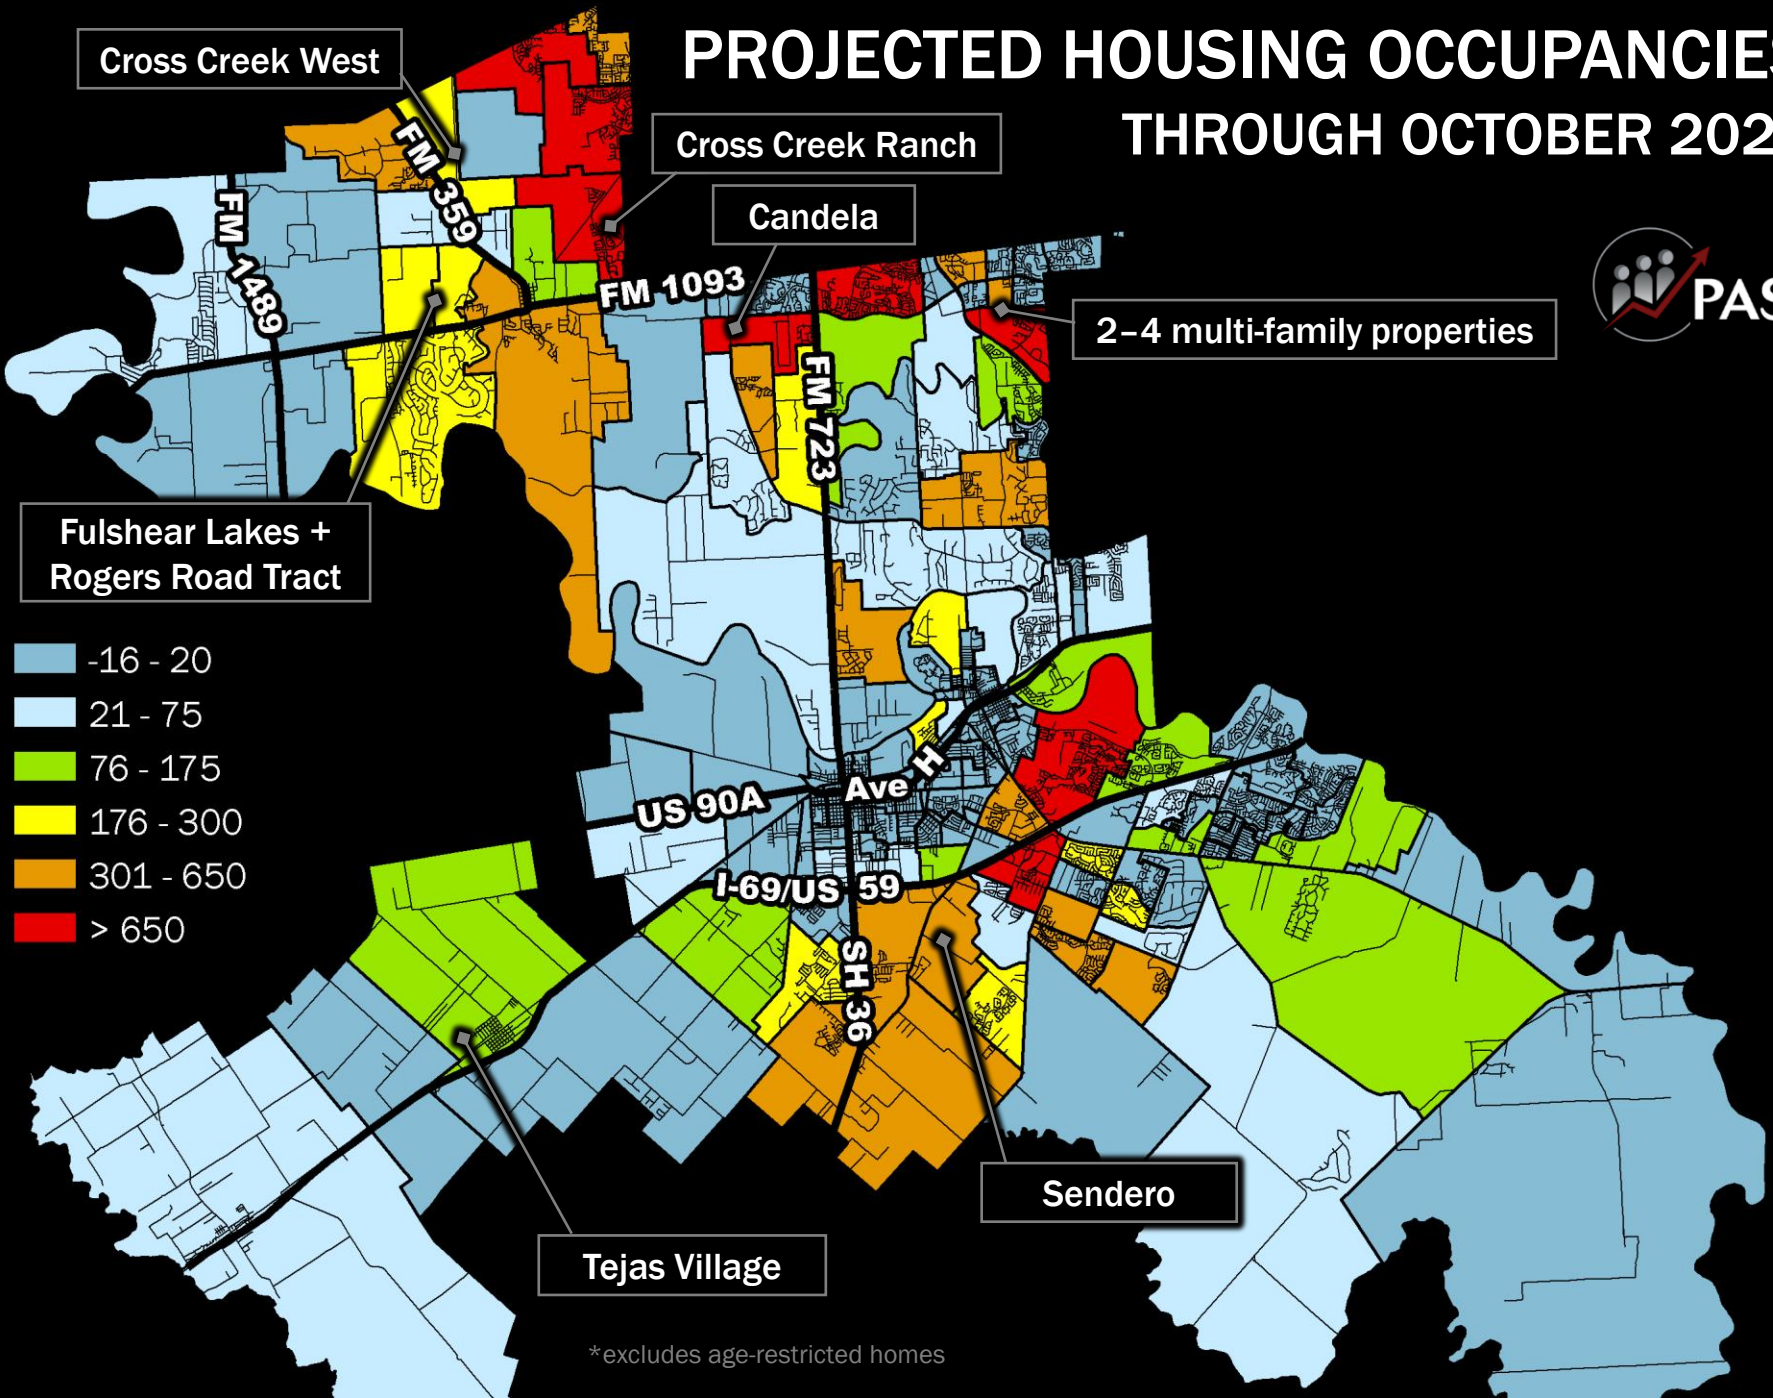 PROJECTED HOUSING OCCUPANCIES
THROUGH OCTOBER 202
Cross Creek West
Cross Creek Ranch
Candela
2–4 multi-family properties
PAS
FM 359
FM 1489
FM 1093
FM 723
Fulshear Lakes +
Rogers Road Tract
-16 - 20
21 - 75
76 - 175
176 - 300
301 - 650
> 650
US 90A
Ave H
I-69/US 59
SH 36
Sendero
Tejas Village
*excludes age-restricted homes